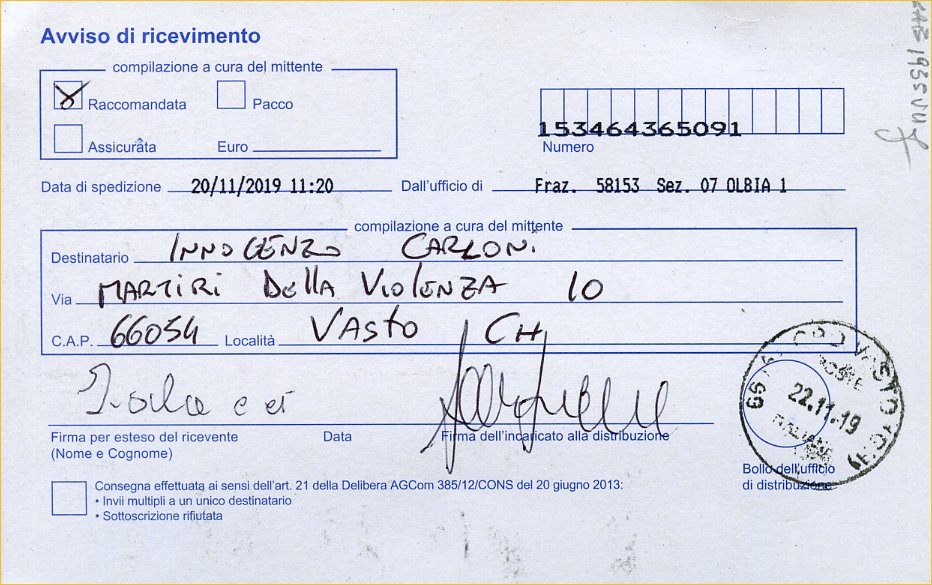 Avviso di ricevimento
compilazione a cura del mittente
Raccomandata Pacco
Assicurata Euro
153464365091
Numero
Data di spedizione 20/11/2019 11:20 Dall'ufficio di Fraz. 58153 Sez. 07 OLBIA 1
compilazione a cura del mittente
Destinatario INNOCENZO CARLONI
Via MARTIRI DELLA VIOLENZA 10
C.A.P. 66054 Località VASTO CH
Firma per esteso del ricevente Data Firma dell'incaricato alla distribuzione
(Nome e Cognome)
VASTO
POSTE
22.11.19
Bollo dell'ufficio
di distribuzione
Consegna effettuata ai sensi dell'art. 21 della Delibera AGCom 385/12/CONS del 20 giugno 2013:
• Invii multipli a un unico destinatario
• Sottoscrizione rifiutata